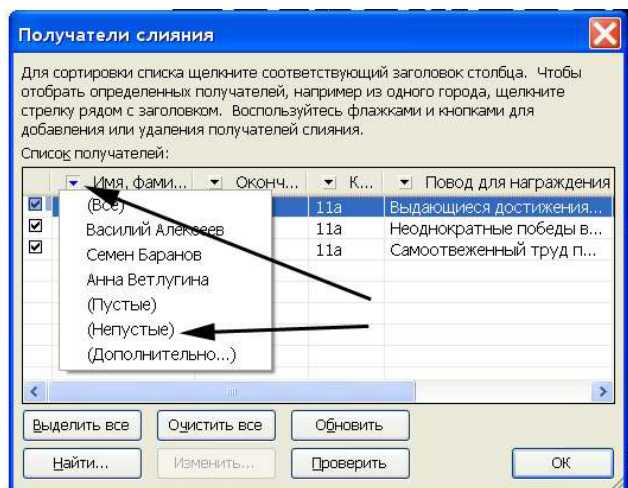 Получатели слияния
Для сортировки списка щелкните соответствующий заголовок столбца. Чтобы
отобрать определенных получателей, например из одного города, щелкните
стрелку рядом с заголовком. Воспользуйтесь флажками и кнопками для
добавления или удаления получателей слияния.
Список получателей:
Имя, фами... Оконч... К... Повод для награждения
(Все) 11а Выдающиеся достижения...
Василий Алексеев 11а Неоднократные победы в...
Семен Баранов 11а Самоотвеженный труд п...
Анна Ветлугина
(Пустые)
(Непустые)
(Дополнительно...)
Выделить все Очистить все Обновить
Найти... Изменить... Проверить ОК